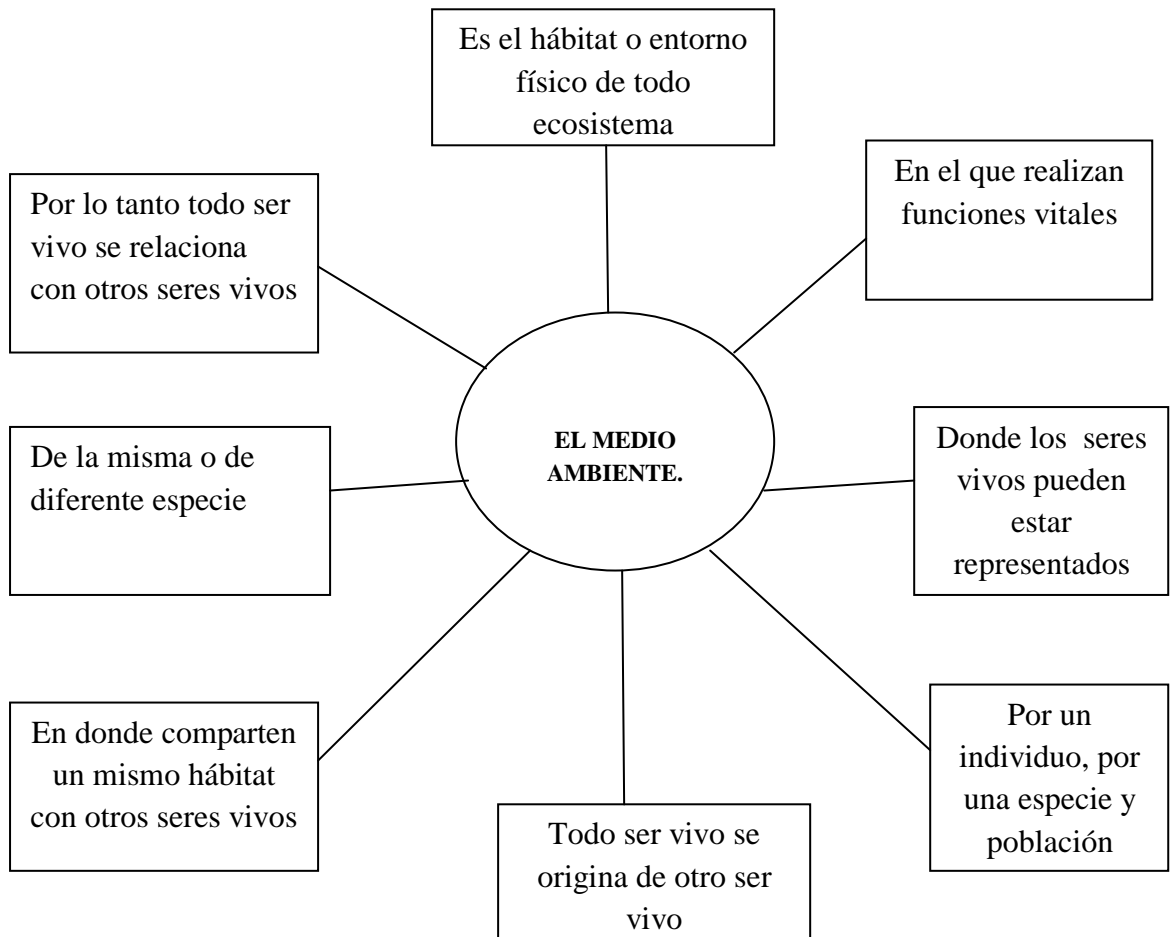 Es el hábitat o entorno
físico de todo
ecosistema
En el que realizan
funciones vitales
Por lo tanto todo ser
vivo se relaciona
con otros seres vivos
EL MEDIO
AMBIENTE.
Donde los  seres
vivos pueden
estar
representados
De la misma o de
diferente especie
Por un
individuo, por
una especie y
población
En donde comparten
un mismo hábitat
con otros seres vivos
Todo ser vivo se
origina de otro ser
vivo